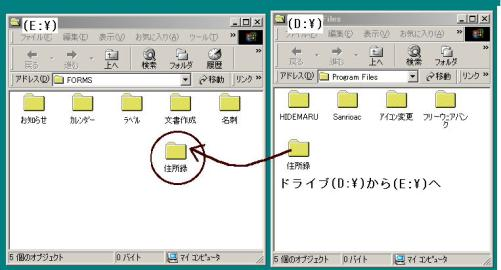 (E:¥)
ファイル(F) 編集(E) 表示(V) お気に入り(A) ツール(T) »
戻る 進む 上へ 検索 フォルダ 履歴 »
アドレス(D) FORMS 移動 リンク »
お知らせ カレンダー ラベル 文書作成 名刺
住所録
5 個のオブジェクト 0 バイト マイ コンピュータ
(D:¥) Files
ファイル(F) 編集(E) 表示(V) お気に入り(A) »
戻る 進む 上へ 検索 フォルダ »
アドレス(D) Program Files 移動 リンク »
HIDEMARU Sanrioac アイコン変更 フリーウェアバン
ク
住所録
ドライブ(D:¥)から(E:¥)へ
5 個のオブジェクト 0 バイト マイ コンピュータ